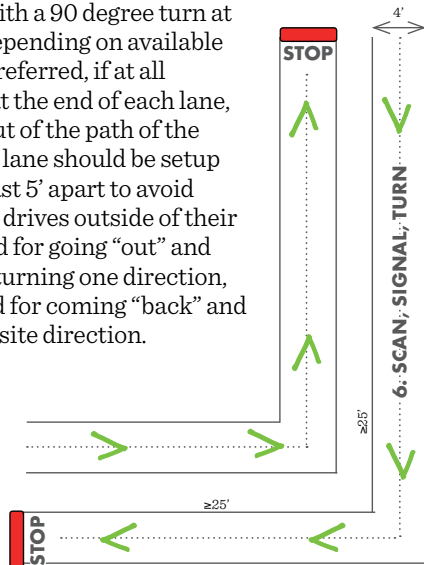 ith a 90 degree turn at
epending on available
referred, if at all
t the end of each lane,
ut of the path of the
lane should be setup
st 5’ apart to avoid
drives outside of their
d for going “out” and
turning one direction,
d for coming “back” and
site direction.
STOP
4’
6. SCAN, SIGNAL, TURN
≥25’
≥25’
STOP